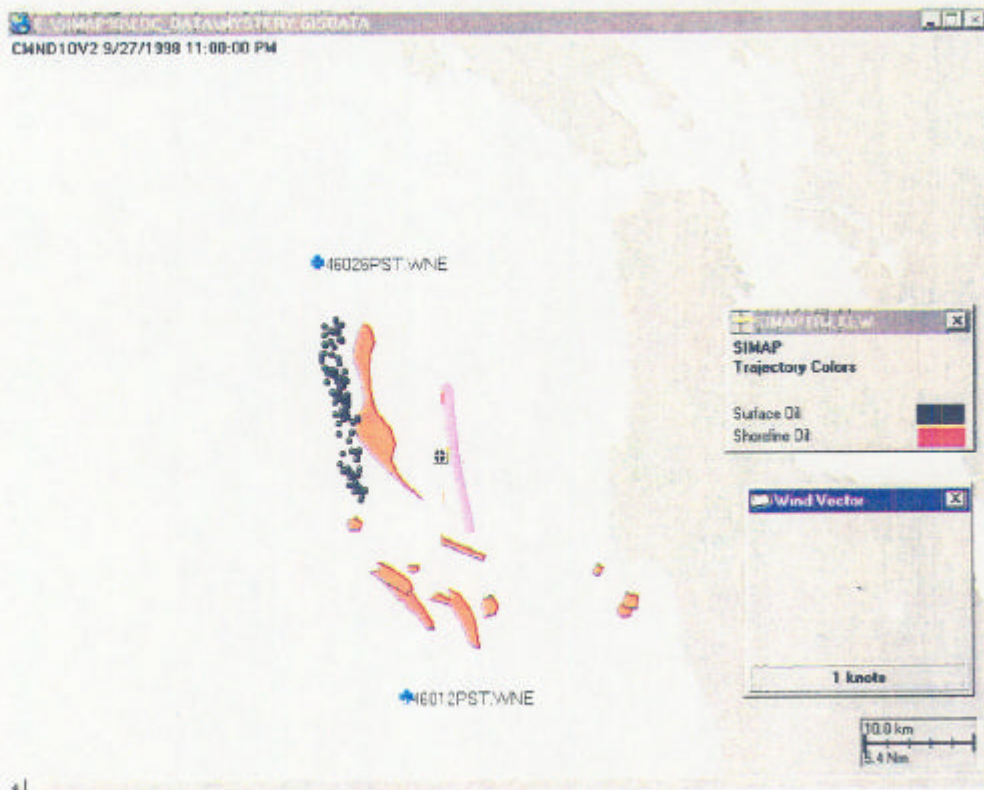 CMND10V2 9/27/1998 11:00:00 PM
46026PST.WNE
SIMAP
Trajectory Colors
Surface Oil
Shoreline Oil
Wind Vector
1 knots
46012PST.WNE
10.0 km
5.4 Nm